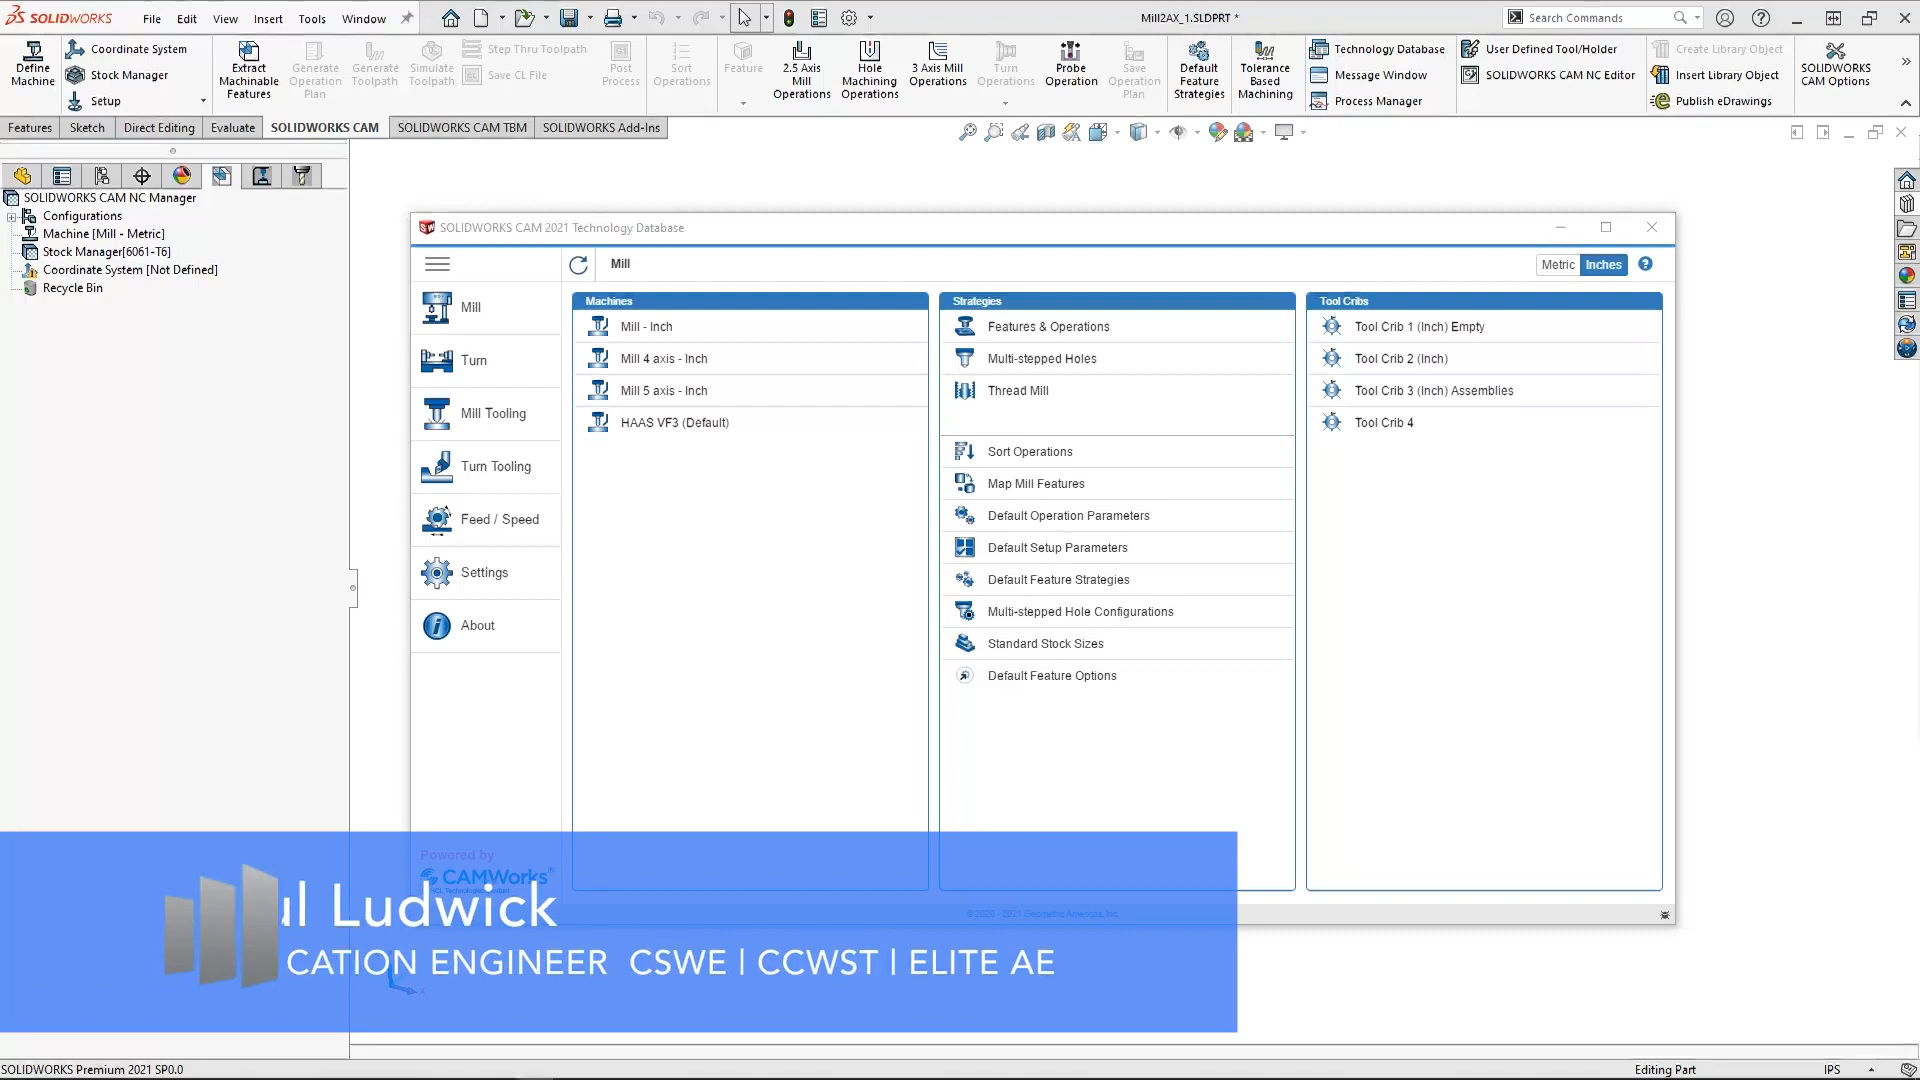 SOLIDWORKS
File Edit View Insert Tools Window
Mill2AX_1.SLDPRT *
Search Commands
Define Machine
Coordinate System
Stock Manager
Setup
Extract Machinable Features
Generate Operation Plan
Generate Toolpath
Simulate Toolpath
Step Thru Toolpath
Save CL File
Post Process
Sort Operations
Feature
2.5 Axis Mill Operations
Hole Machining Operations
3 Axis Mill Operations
Turn Operations
Probe Operation
Save Operation Plan
Default Feature Strategies
Tolerance Based Machining
Technology Database
Message Window
Process Manager
User Defined Tool/Holder
SOLIDWORKS CAM NC Editor
Create Library Object
Insert Library Object
Publish eDrawings
SOLIDWORKS CAM Options
Features Sketch Direct Editing Evaluate SOLIDWORKS CAM SOLIDWORKS CAM TBM SOLIDWORKS Add-Ins
SOLIDWORKS CAM NC Manager
Configurations
Machine [Mill - Metric]
Stock Manager[6061-T6]
Coordinate System [Not Defined]
Recycle Bin
SOLIDWORKS CAM 2021 Technology Database
Mill
Metric Inches
Mill
Turn
Mill Tooling
Turn Tooling
Feed / Speed
Settings
About
Machines
Mill - Inch
Mill 4 axis - Inch
Mill 5 axis - Inch
HAAS VF3 (Default)
Strategies
Features & Operations
Multi-stepped Holes
Thread Mill
Sort Operations
Map Mill Features
Default Operation Parameters
Default Setup Parameters
Default Feature Strategies
Multi-stepped Hole Configurations
Standard Stock Sizes
Default Feature Options
Tool Cribs
Tool Crib 1 (Inch) Empty
Tool Crib 2 (Inch)
Tool Crib 3 (Inch) Assemblies
Tool Crib 4
Powered by
CAMWorks
© 2020 - 2021 Geometric Americas, Inc.
ul Ludwick
CATION ENGINEER CSWE | CCWST | ELITE AE
SOLIDWORKS Premium 2021 SP0.0
Editing Part
IPS